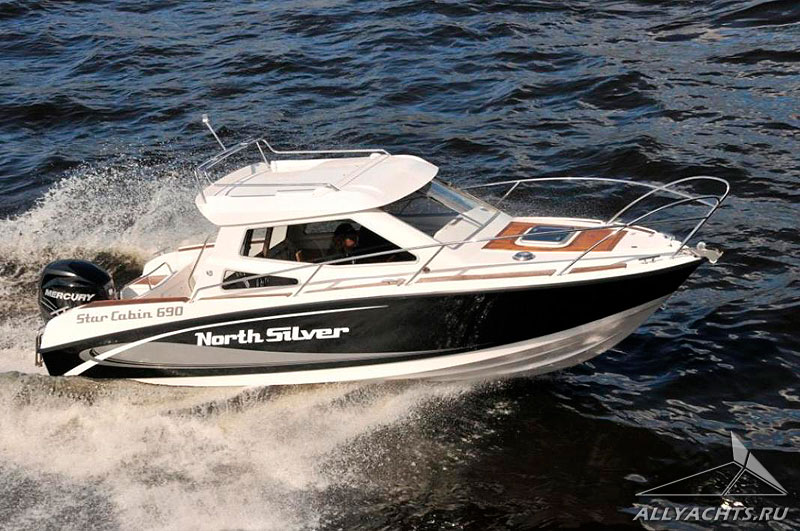 MERCURY
Star Cabin 690
North Silver
ALLYACHTS.RU